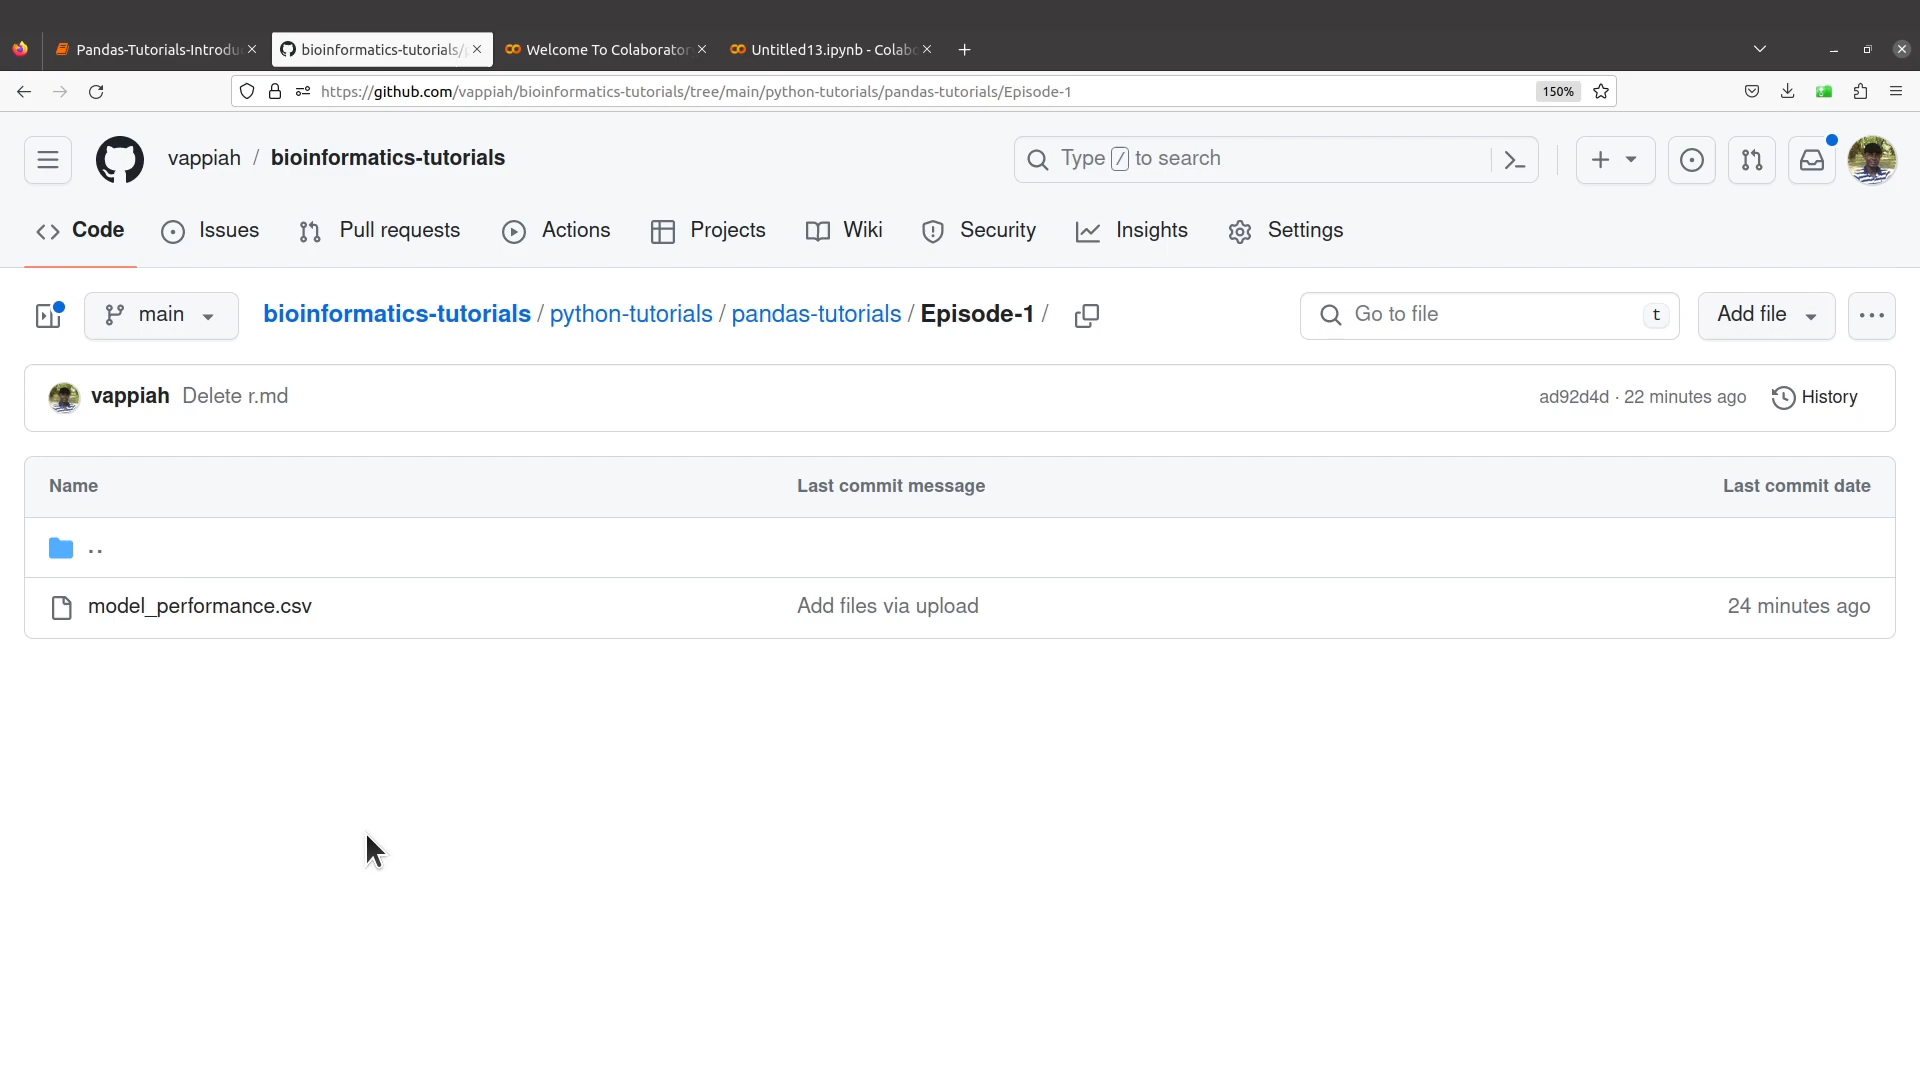 Pandas-Tutorials-Introdu
bioinformatics-tutorials/
Welcome To Colaborator
Untitled13.ipynb - Colab
https://github.com/vappiah/bioinformatics-tutorials/tree/main/python-tutorials/pandas-tutorials/Episode-1
150%
vappiah / bioinformatics-tutorials
Type / to search
Code
Issues
Pull requests
Actions
Projects
Wiki
Security
Insights
Settings
main
bioinformatics-tutorials / python-tutorials / pandas-tutorials / Episode-1 /
Go to file
t
Add file
vappiah Delete r.md
ad92d4d · 22 minutes ago
History
Name Last commit message Last commit date
..
model_performance.csv Add files via upload 24 minutes ago